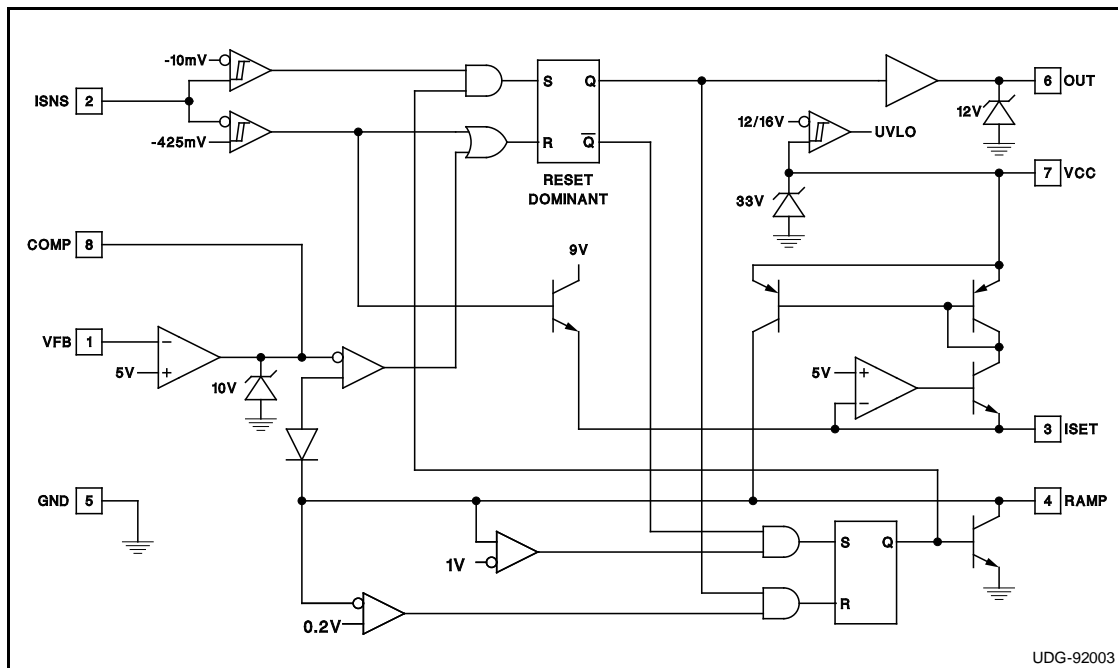 -10mV
ISNS 2
-425mV
S Q
R Q
RESET
DOMINANT
12/16V
UVLO
12V
6 OUT
7 VCC
33V
COMP 8
9V
VFB 1
-
+
5V
10V
5V
+
-
3 ISET
GND 5
4 RAMP
1V
S Q
R
0.2V
UDG-92003